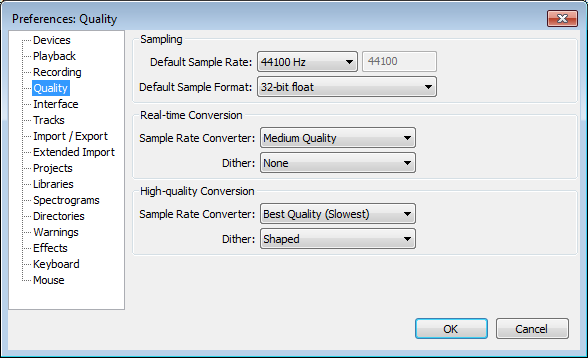 Preferences: Quality
Devices
Playback
Recording
Quality
Interface
Tracks
Import / Export
Extended Import
Projects
Libraries
Spectrograms
Directories
Warnings
Effects
Keyboard
Mouse
Sampling
Default Sample Rate: 44100 Hz 44100
Default Sample Format: 32-bit float
Real-time Conversion
Sample Rate Converter: Medium Quality
Dither: None
High-quality Conversion
Sample Rate Converter: Best Quality (Slowest)
Dither: Shaped
OK Cancel